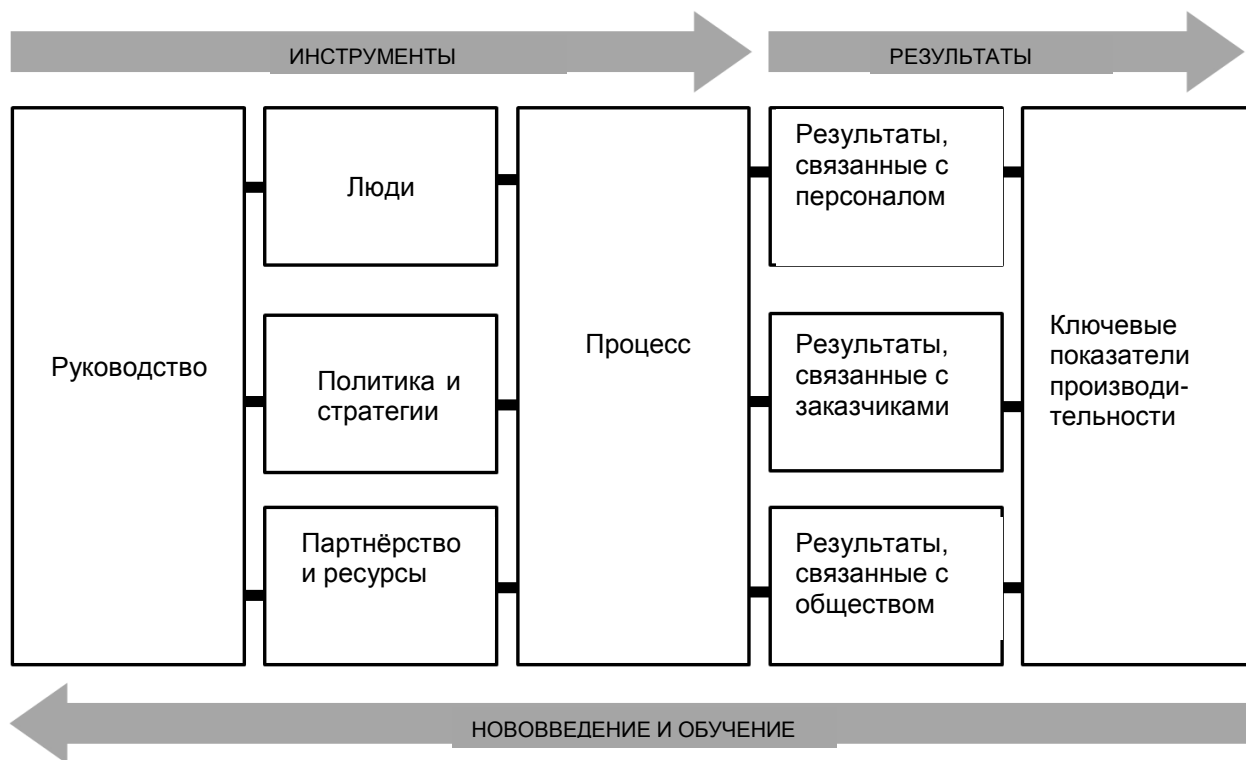 ИНСТРУМЕНТЫ
РЕЗУЛЬТАТЫ
Руководство
Люди
Политика и
стратегии
Партнёрство
и ресурсы
Процесс
Результаты,
связанные с
персоналом
Результаты,
связанные с
заказчиками
Результаты,
связанные с
обществом
Ключевые
показатели
производи-
тельности
НОВОВВЕДЕНИЕ И ОБУЧЕНИЕ